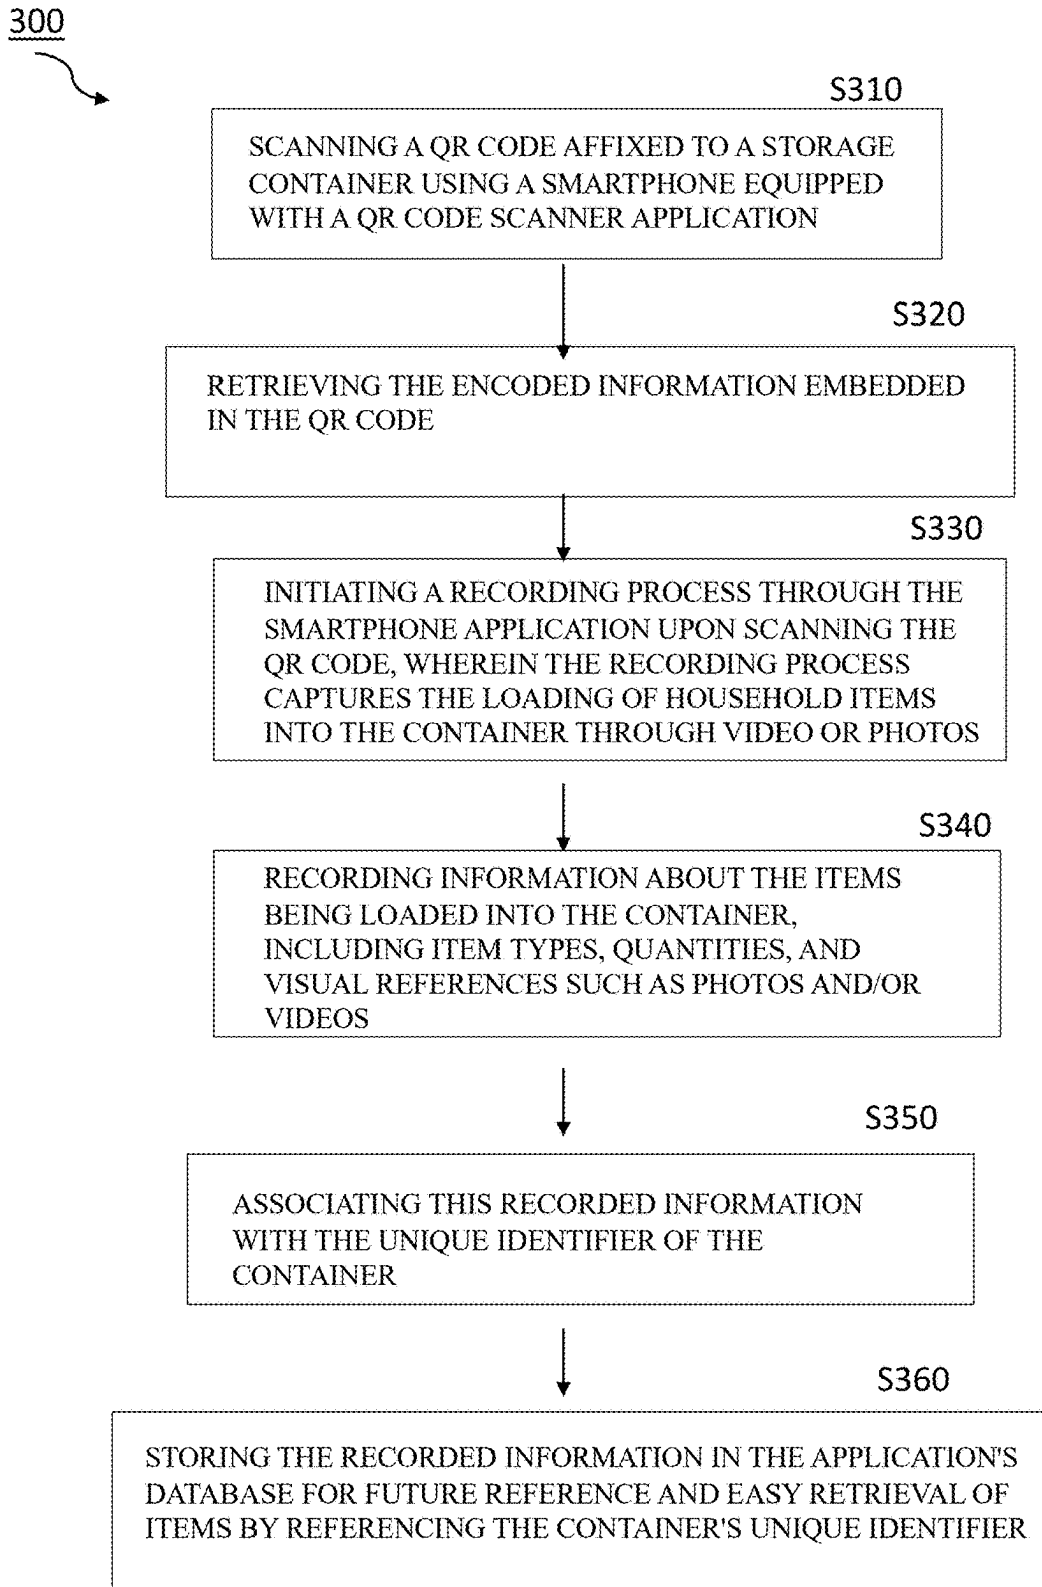 300
S310
SCANNING A QR CODE AFFIXED TO A STORAGE
CONTAINER USING A SMARTPHONE EQUIPPED
WITH A QR CODE SCANNER APPLICATION
S320
RETRIEVING THE ENCODED INFORMATION EMBEDDED
IN THE QR CODE
S330
INITIATING A RECORDING PROCESS THROUGH THE
SMARTPHONE APPLICATION UPON SCANNING THE
QR CODE, WHEREIN THE RECORDING PROCESS
CAPTURES THE LOADING OF HOUSEHOLD ITEMS
INTO THE CONTAINER THROUGH VIDEO OR PHOTOS
S340
RECORDING INFORMATION ABOUT THE ITEMS
BEING LOADED INTO THE CONTAINER,
INCLUDING ITEM TYPES, QUANTITIES, AND
VISUAL REFERENCES SUCH AS PHOTOS AND/OR
VIDEOS
S350
ASSOCIATING THIS RECORDED INFORMATION
WITH THE UNIQUE IDENTIFIER OF THE
CONTAINER
S360
STORING THE RECORDED INFORMATION IN THE APPLICATION'S
DATABASE FOR FUTURE REFERENCE AND EASY RETRIEVAL OF
ITEMS BY REFERENCING THE CONTAINER'S UNIQUE IDENTIFIER